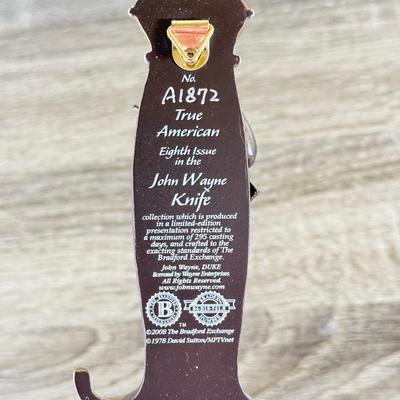 No.
A1872
True
American
Eighth Issue
in the
John Wayne
Knife
collection which is produced
in a limited-edition
presentation restricted to
a maximum of 295 casting
days, and crafted to the
exacting standards of The
Bradford Exchange.
John Wayne, DUKE
licensed by Wayne Enterprises.
All Rights Reserved.
www.johnwayne.com
B
TM
©2008 The Bradford Exchange
©1978 David Sutton/MPTVnet